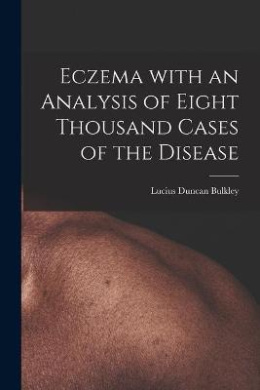 Eczema with an
Analysis of Eight
Thousand Cases
of the Disease
Lucius Duncan Bulkley